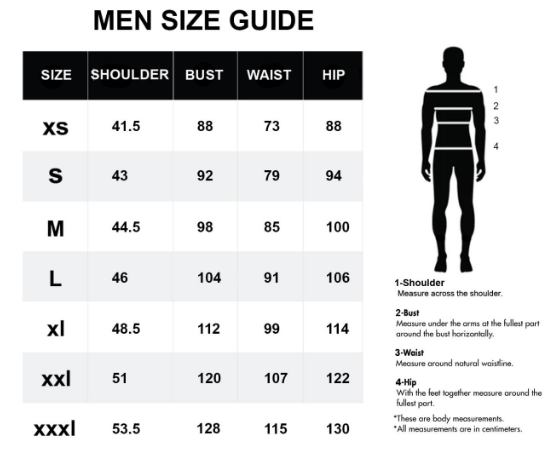 MEN SIZE GUIDE
SIZE SHOULDER BUST WAIST HIP
xs 41.5 88 73 88
S 43 92 79 94
M 44.5 98 85 100
L 46 104 91 106
xl 48.5 112 99 114
xxl 51 120 107 122
xxxl 53.5 128 115 130
1
2
3
4
1-Shoulder
Measure across the shoulder.
2-Bust
Measure under the arms at the fullest part
around the bust horizontally.
3-Waist
Measure around natural waistline.
4-Hip
With the feet together measure around the
fullest part.
*These are body measurements.
*All measurements are in centimeters.